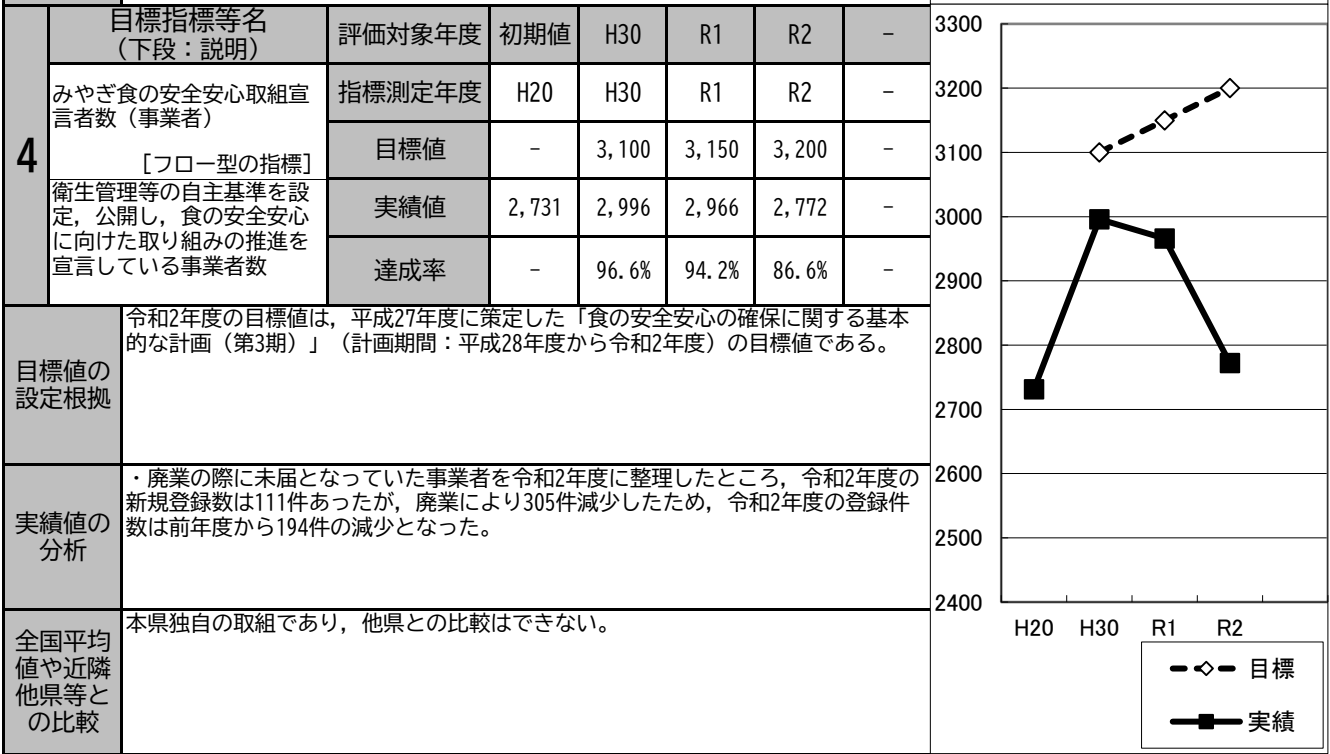 4
目標指標等名
（下段：説明）
評価対象年度 初期値 H30 R1 R2 -
みやぎ食の安全安心取組宣
言者数（事業者）
［フロー型の指標］
指標測定年度 H20 H30 R1 R2 -
目標値 - 3,100 3,150 3,200 -
衛生管理等の自主基準を設
定，公開し，食の安全安心
に向けた取り組みの推進を
宣言している事業者数
実績値 2,731 2,996 2,966 2,772 -
達成率 - 96.6% 94.2% 86.6% -
目標値の
設定根拠
令和2年度の目標値は，平成27年度に策定した「食の安全安心の確保に関する基本
的な計画（第3期）」（計画期間：平成28年度から令和2年度）の目標値である。
実績値の
分析
・廃業の際に未届となっていた事業者を令和2年度に整理したところ，令和2年度の
新規登録数は111件あったが，廃業により305件減少したため，令和2年度の登録件
数は前年度から194件の減少となった。
全国平均
値や近隣
他県等と
の比較
本県独自の取組であり，他県との比較はできない。
3300
3200
3100
3000
2900
2800
2700
2600
2500
2400
H20 H30 R1 R2
目標
実績